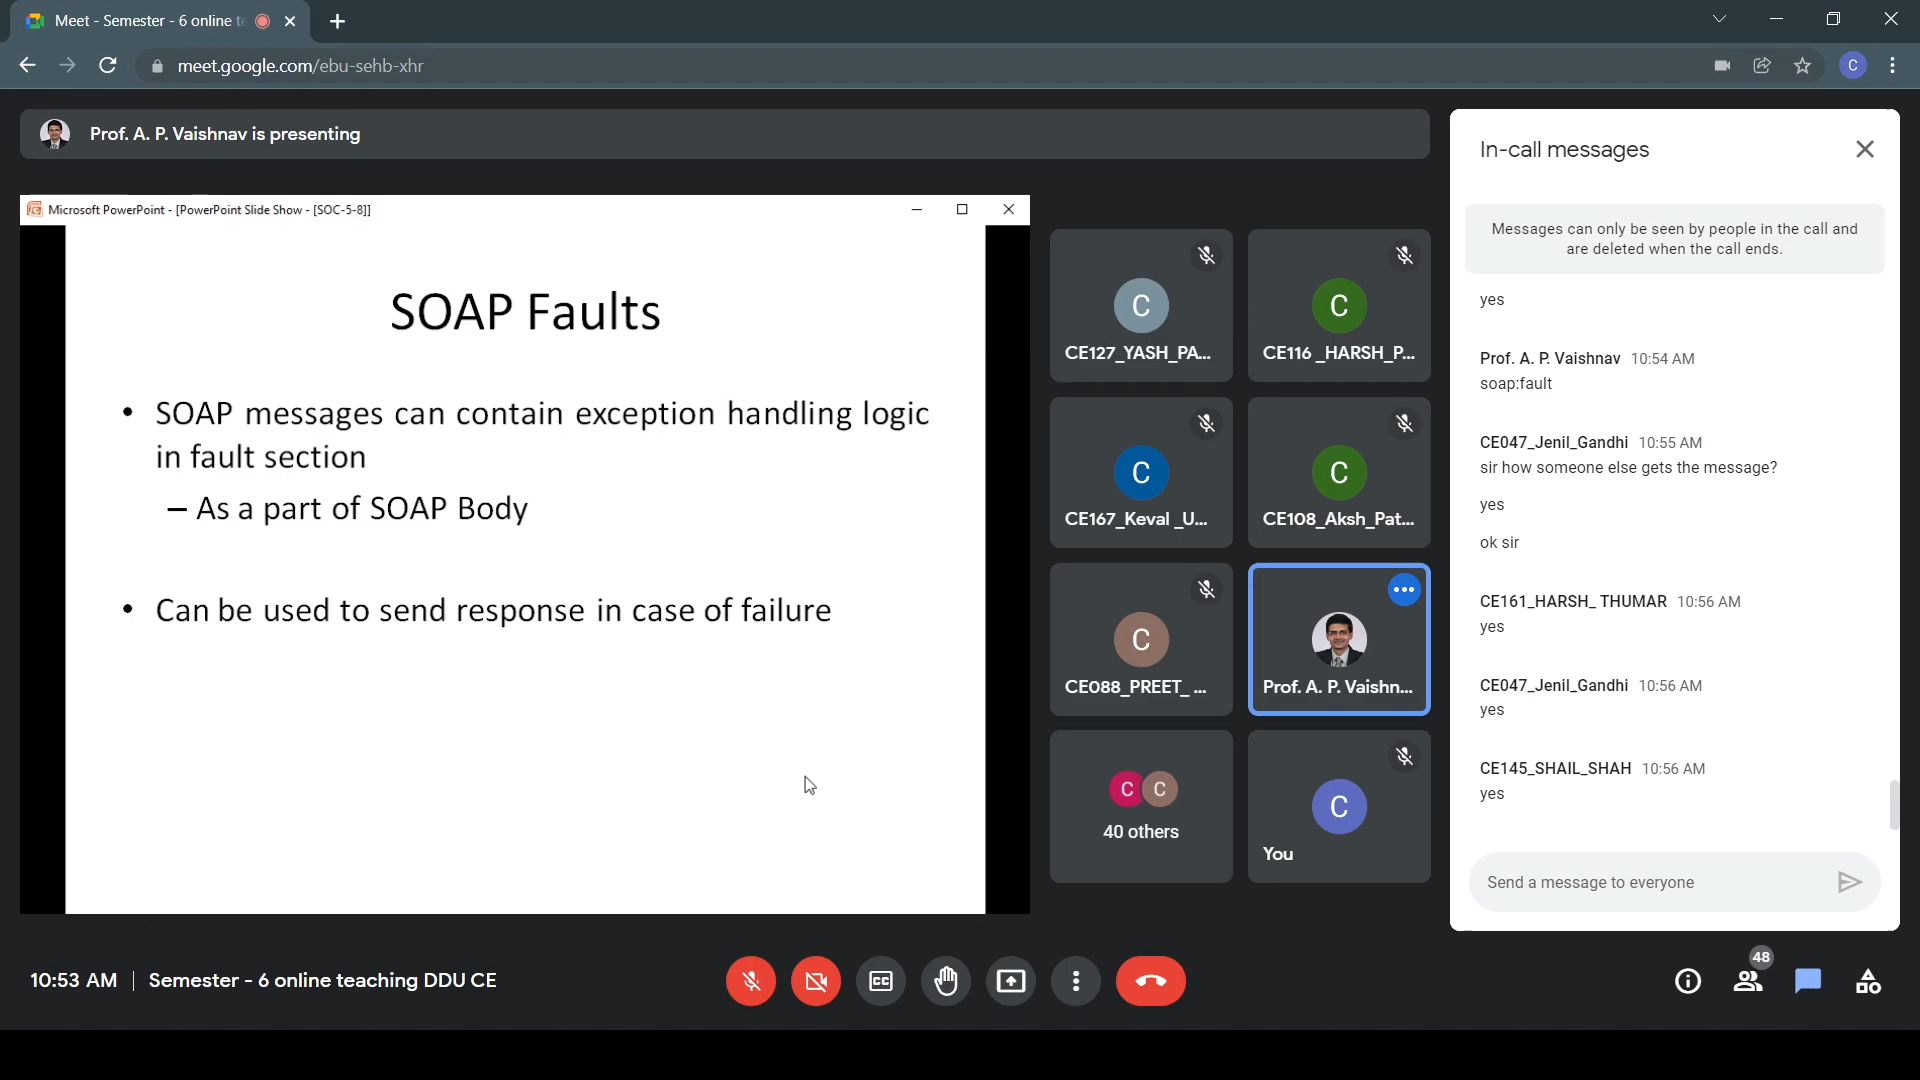 Meet - Semester - 6 online te
meet.google.com/ebu-sehb-xhr
C
Prof. A. P. Vaishnav is presenting
Microsoft PowerPoint - [PowerPoint Slide Show - [SOC-5-8]]
SOAP Faults
• SOAP messages can contain exception handling logic
in fault section
– As a part of SOAP Body
• Can be used to send response in case of failure
C
CE127_YASH_PA...
C
CE116 _HARSH_P...
C
CE167_Keval _U...
C
CE108_Aksh_Pat...
C
CE088_PREET_ ...
Prof. A. P. Vaishn...
C C
40 others
C
You
In-call messages
Messages can only be seen by people in the call and
are deleted when the call ends.
yes
Prof. A. P. Vaishnav 10:54 AM
soap:fault
CE047_Jenil_Gandhi 10:55 AM
sir how someone else gets the message?
yes
ok sir
CE161_HARSH_ THUMAR 10:56 AM
yes
CE047_Jenil_Gandhi 10:56 AM
yes
CE145_SHAIL_SHAH 10:56 AM
yes
Send a message to everyone
10:53 AM | Semester - 6 online teaching DDU CE
CC
48